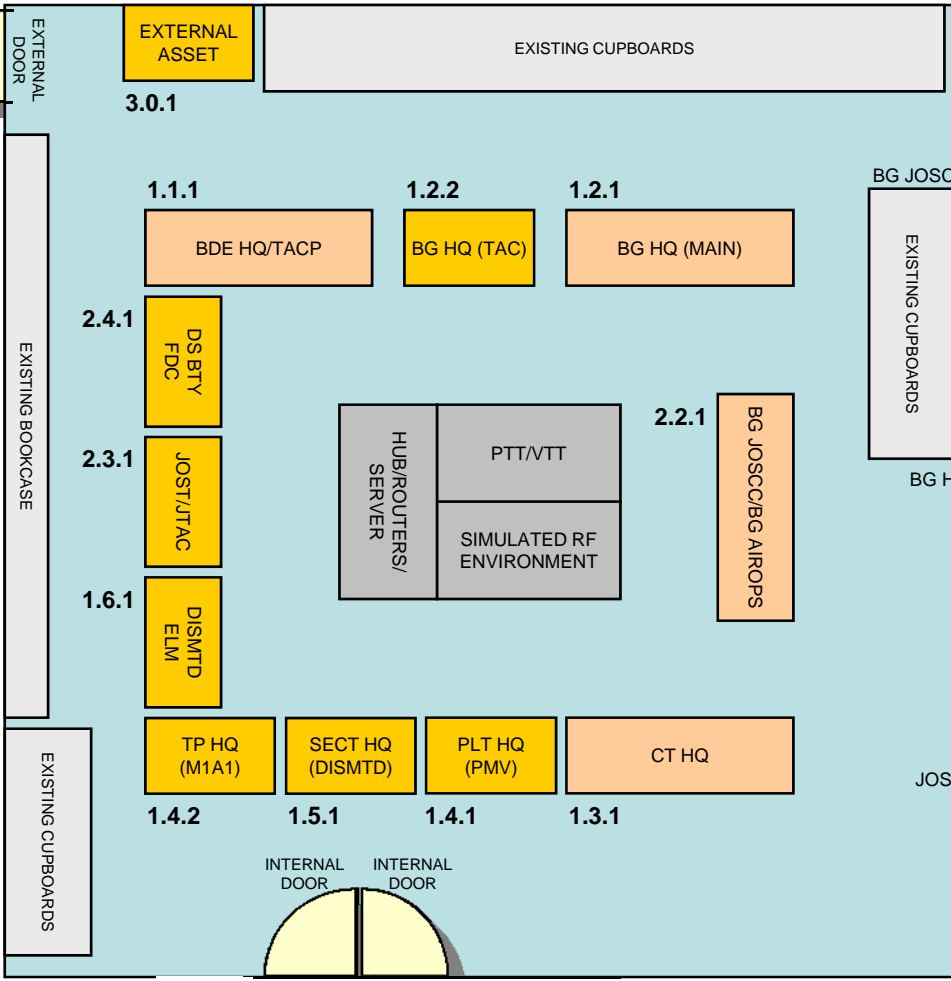 EXTERNAL
DOOR
EXTERNAL
ASSET
EXISTING CUPBOARDS
3.0.1
1.1.1
1.2.2
1.2.1
BG JOSC
BDE HQ/TACP
BG HQ (TAC)
BG HQ (MAIN)
EXISTING CUPBOARDS
2.4.1
DS BTY
FDC
EXISTING BOOKCASE
2.3.1
JOST/JTAC
HUB/ROUTERS/
SERVER
PTT/VTT
SIMULATED RF
ENVIRONMENT
2.2.1
BG JOSCC/BG AIROPS
BG H
1.6.1
DISMTD
ELM
TP HQ
(M1A1)
SECT HQ
(DISMTD)
PLT HQ
(PMV)
CT HQ
JOS
1.4.2
1.5.1
1.4.1
1.3.1
EXISTING CUPBOARDS
INTERNAL
DOOR
INTERNAL
DOOR